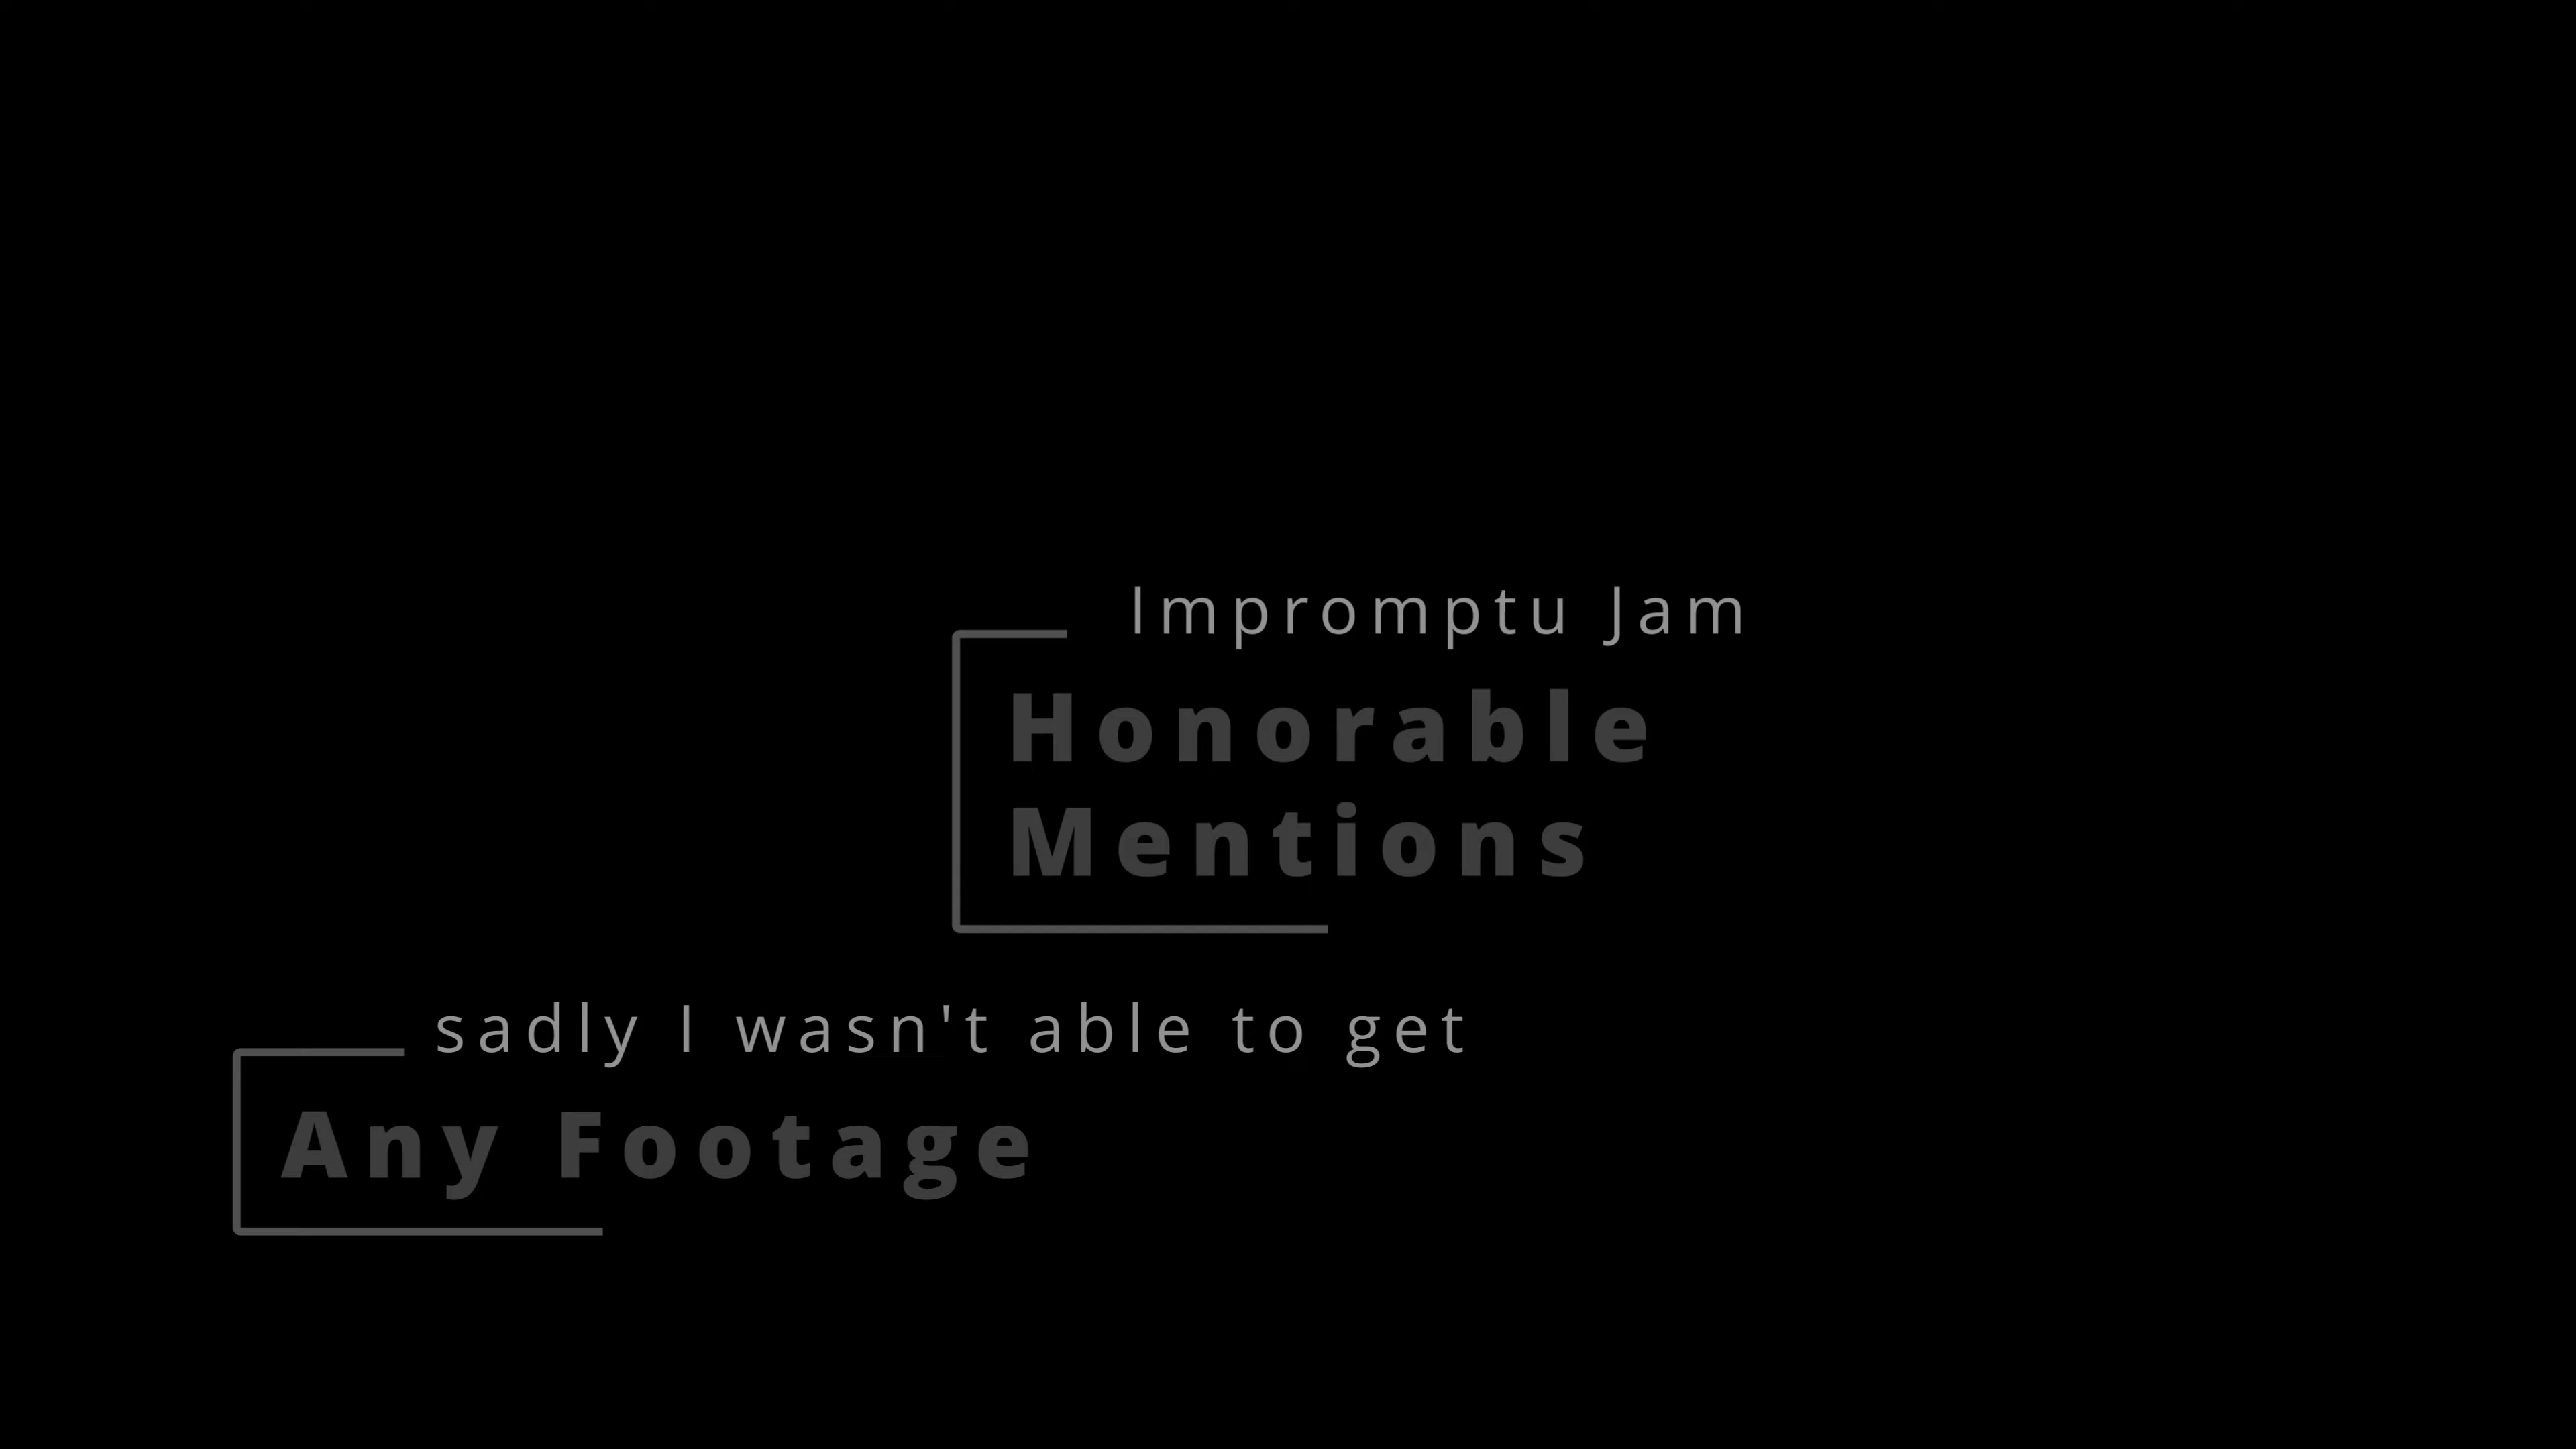 Impromptu Jam
Honorable
Mentions
sadly I wasn't able to get
Any Footage